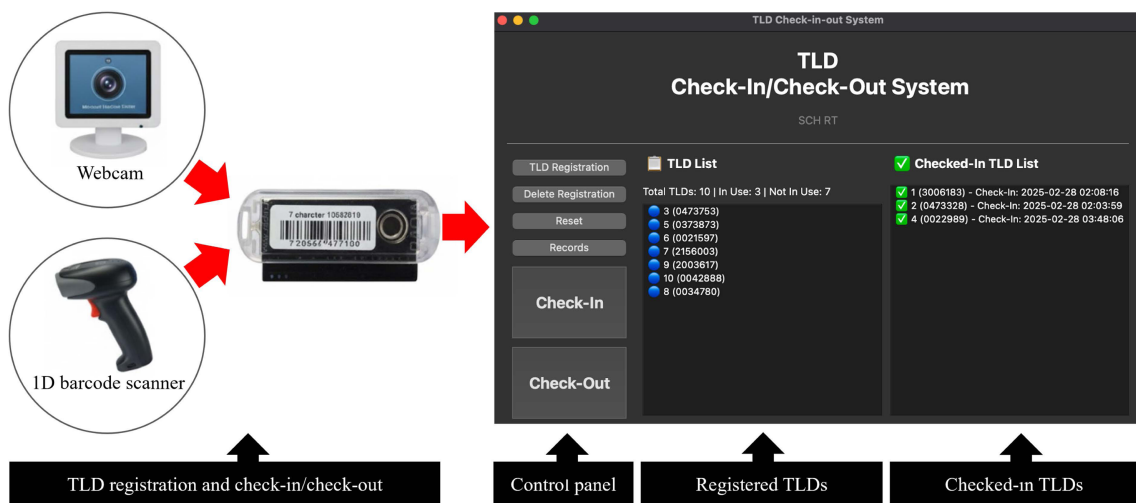 Webcam
1D barcode scanner
7 charcter 10682619
TLD Check-in-out System
TLD
Check-In/Check-Out System
SCH RT
TLD Registration
Delete Registration
Reset
Records
Check-In
Check-Out
📋 TLD List
Total TLDs: 10 | In Use: 3 | Not In Use: 7
3 (0473753)
5 (0373873)
6 (0021597)
7 (2156003)
9 (2003617)
10 (0042888)
8 (0034780)
✅ Checked-In TLD List
✅ 1 (3006183) - Check-In: 2025-02-28 02:08:16
✅ 2 (0473328) - Check-In: 2025-02-28 02:03:59
✅ 4 (0022989) - Check-In: 2025-02-28 03:48:06
TLD registration and check-in/check-out
Control panel
Registered TLDs
Checked-in TLDs